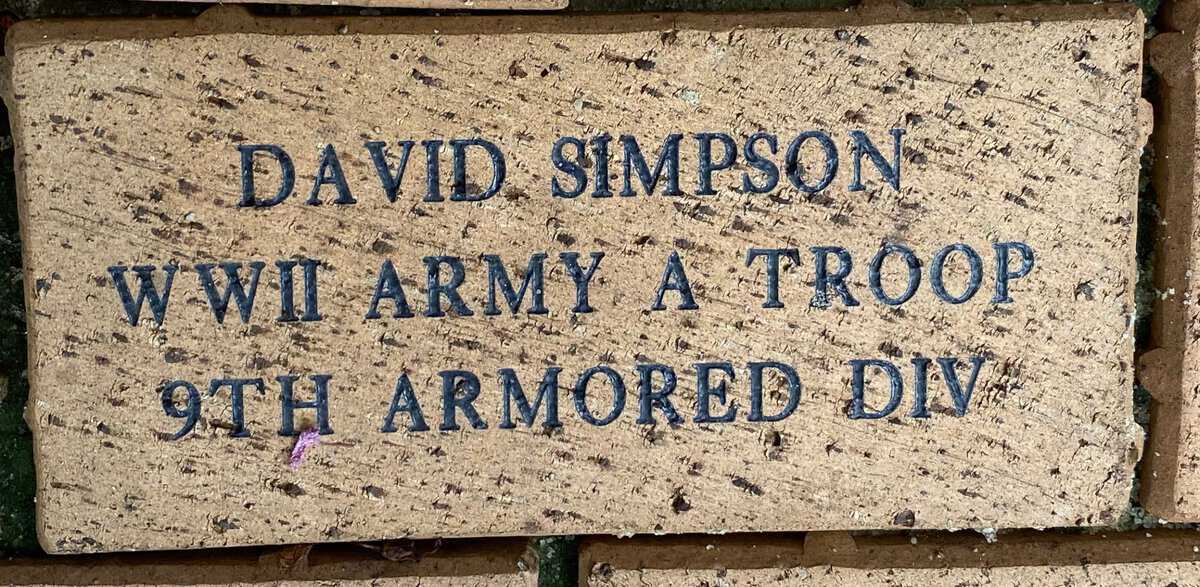 DAVID SIMPSON
WWII ARMY A TROOP
9TH ARMORED DIV